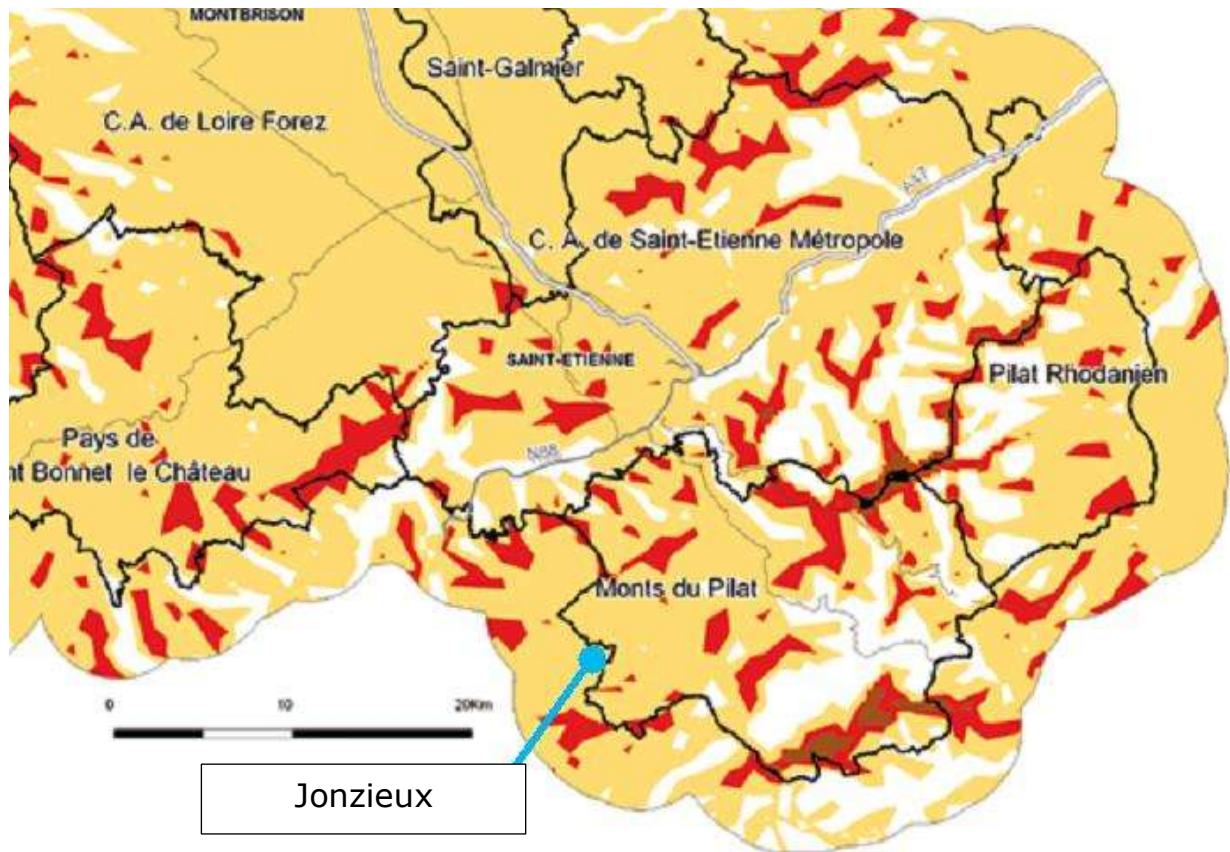 MONTBRISON
Saint-Galmier
C.A. de Loire Forez
A47
C. A. de Saint-Etienne Métropole
SAINT-ETIENNE
Pilat Rhodanien
Pays de
nt Bonnet le Château
N88
Monts du Pilat
0 10 20Km
Jonzieux